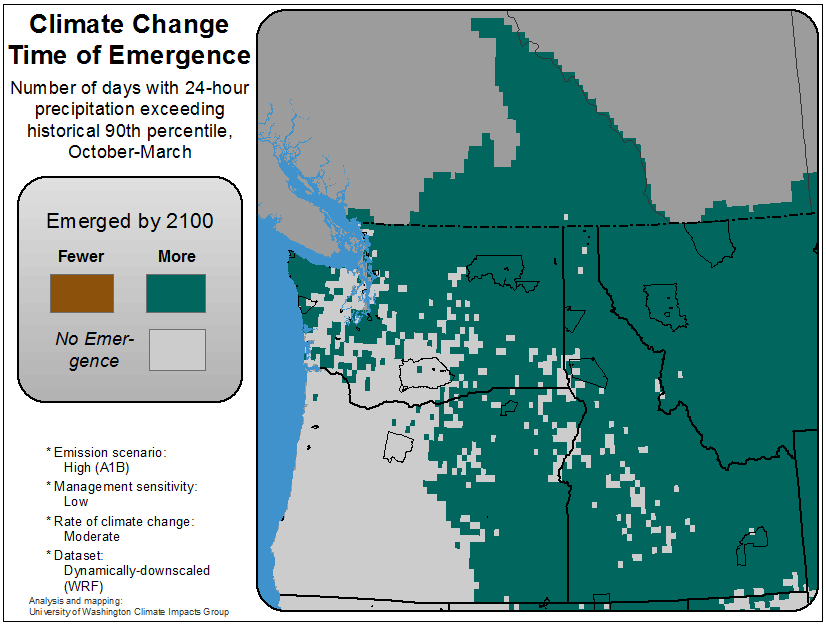 Climate Change
Time of Emergence
Number of days with 24-hour
precipitation exceeding
historical 90th percentile,
October-March
Emerged by 2100
Fewer
More
No Emer-
gence
* Emission scenario:
High (A1B)
* Management sensitivity:
Low
* Rate of climate change:
Moderate
* Dataset:
Dynamically-downscaled
(WRF)
Analysis and mapping:
University of Washington Climate Impacts Group